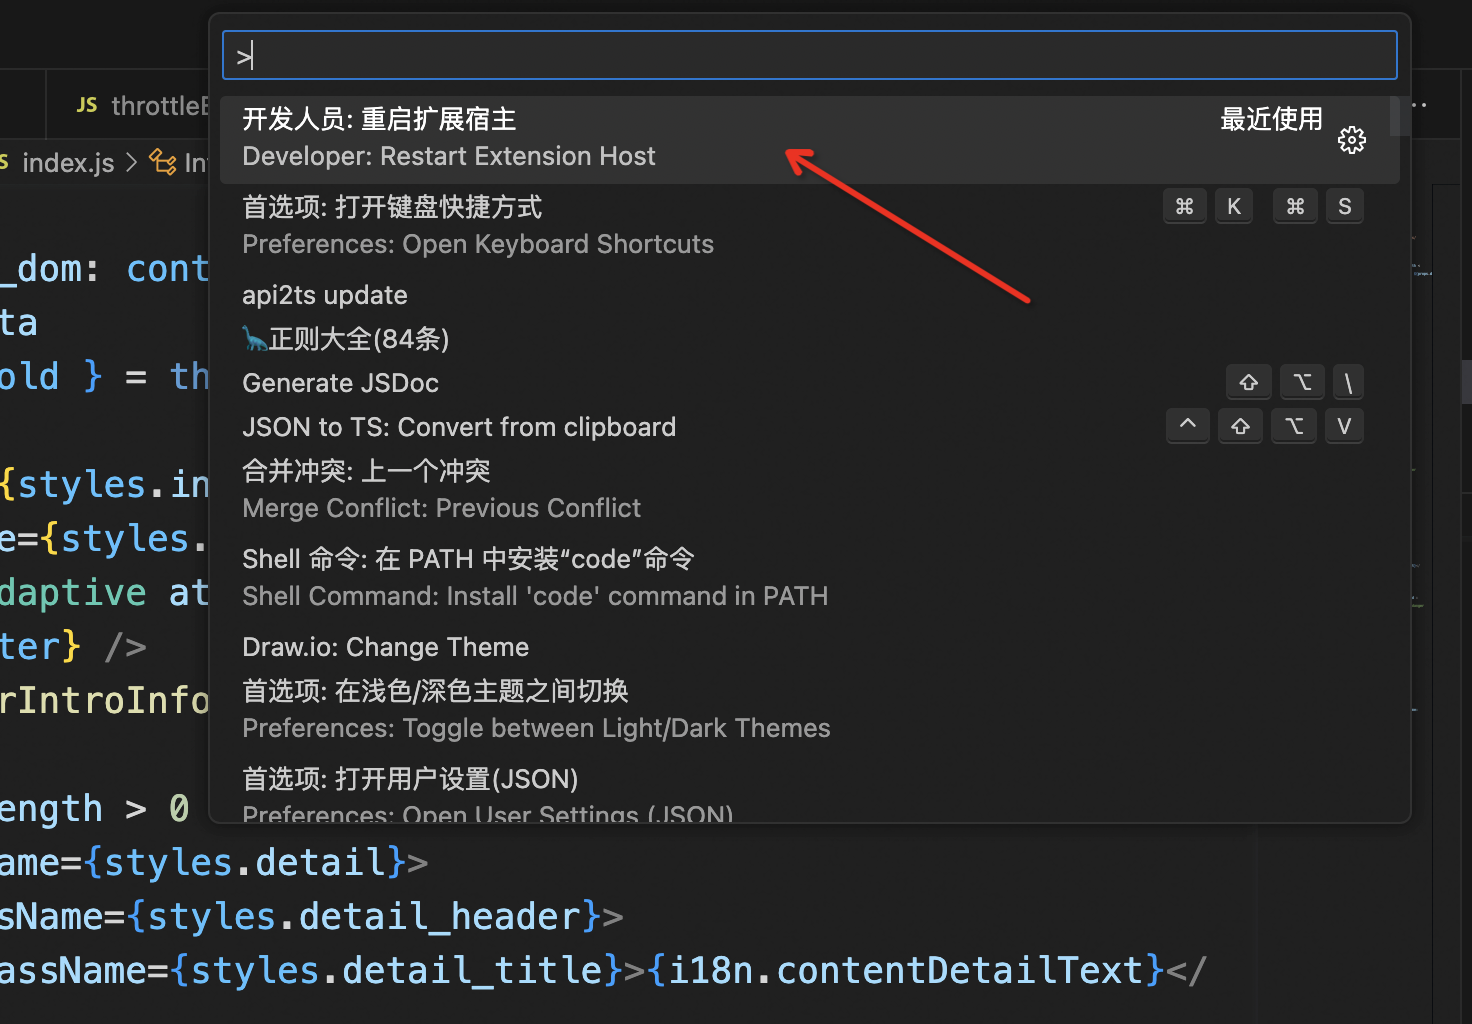 >
JS throttleE
index.js > Int
开发人员: 重启扩展宿主 最近使用
Developer: Restart Extension Host
首选项: 打开键盘快捷方式 ⌘ K ⌘ S
Preferences: Open Keyboard Shortcuts
api2ts update
🦕正则大全(84条)
Generate JSDoc ⇧ ⌥ \
JSON to TS: Convert from clipboard ^ ⇧ ⌥ V
合并冲突: 上一个冲突
Merge Conflict: Previous Conflict
Shell 命令: 在 PATH 中安装“code”命令
Shell Command: Install 'code' command in PATH
Draw.io: Change Theme
首选项: 在浅色/深色主题之间切换
Preferences: Toggle between Light/Dark Themes
首选项: 打开用户设置(JSON)
Preferences: Open User Settings (JSON)
_dom: cont
ta
old } = th
{styles.in
e={styles.
daptive at
ter} />
rIntroInfo
ength > 0
ame={styles.detail}>
sName={styles.detail_header}>
assName={styles.detail_title}>{i18n.contentDetailText}</